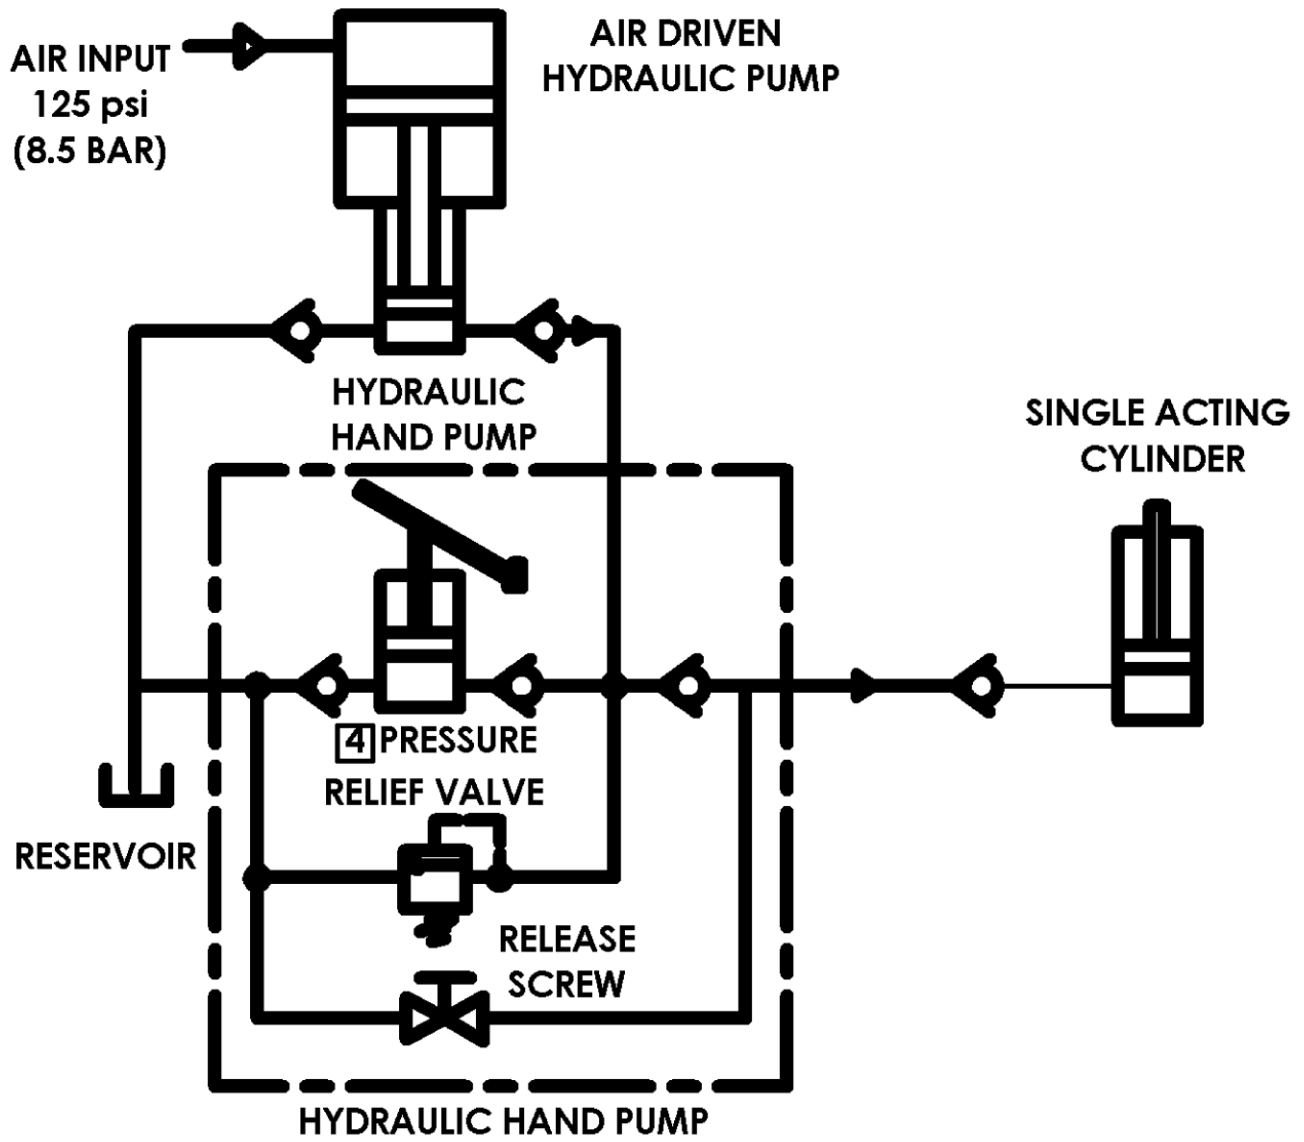 AIR INPUT
125 psi
(8.5 BAR)
AIR DRIVEN
HYDRAULIC PUMP
HYDRAULIC
HAND PUMP
SINGLE ACTING
CYLINDER
4 PRESSURE
RELIEF VALVE
RESERVOIR
RELEASE
SCREW
HYDRAULIC HAND PUMP